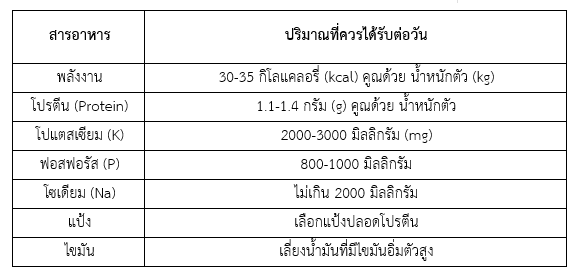 สารอาหาร ปริมาณที่ควรได้รับต่อวัน
พลังงาน 30-35 กิโลแคลอรี่ (kcal) คูณด้วย น้ำหนักตัว (kg)
โปรตีน (Protein) 1.1-1.4 กรัม (g) คูณด้วย น้ำหนักตัว
โปแตสเซียม (K) 2000-3000 มิลลิกรัม (mg)
ฟอสฟอรัส (P) 800-1000 มิลลิกรัม
โซเดียม (Na) ไม่เกิน 2000 มิลลิกรัม
แป้ง เลือกแป้งปลอดโปรตีน
ไขมัน เลี่ยงน้ำมันที่มีไขมันอิ่มตัวสูง